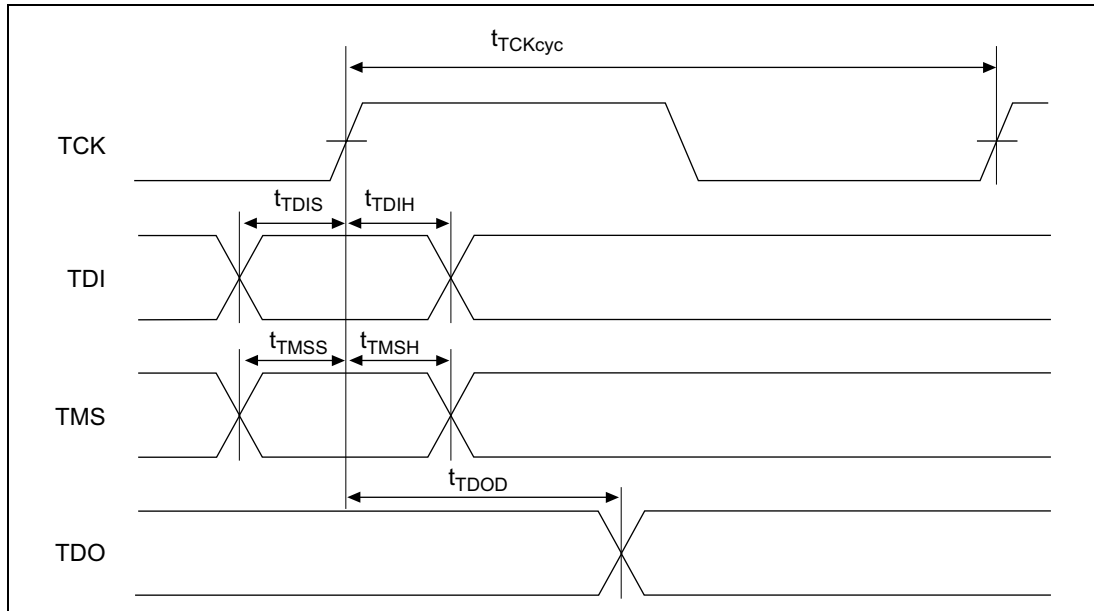 tTCKcyc
TCK
tTDIS tTDIH
TDI
tTMSS tTMSH
TMS
tTDOD
TDO